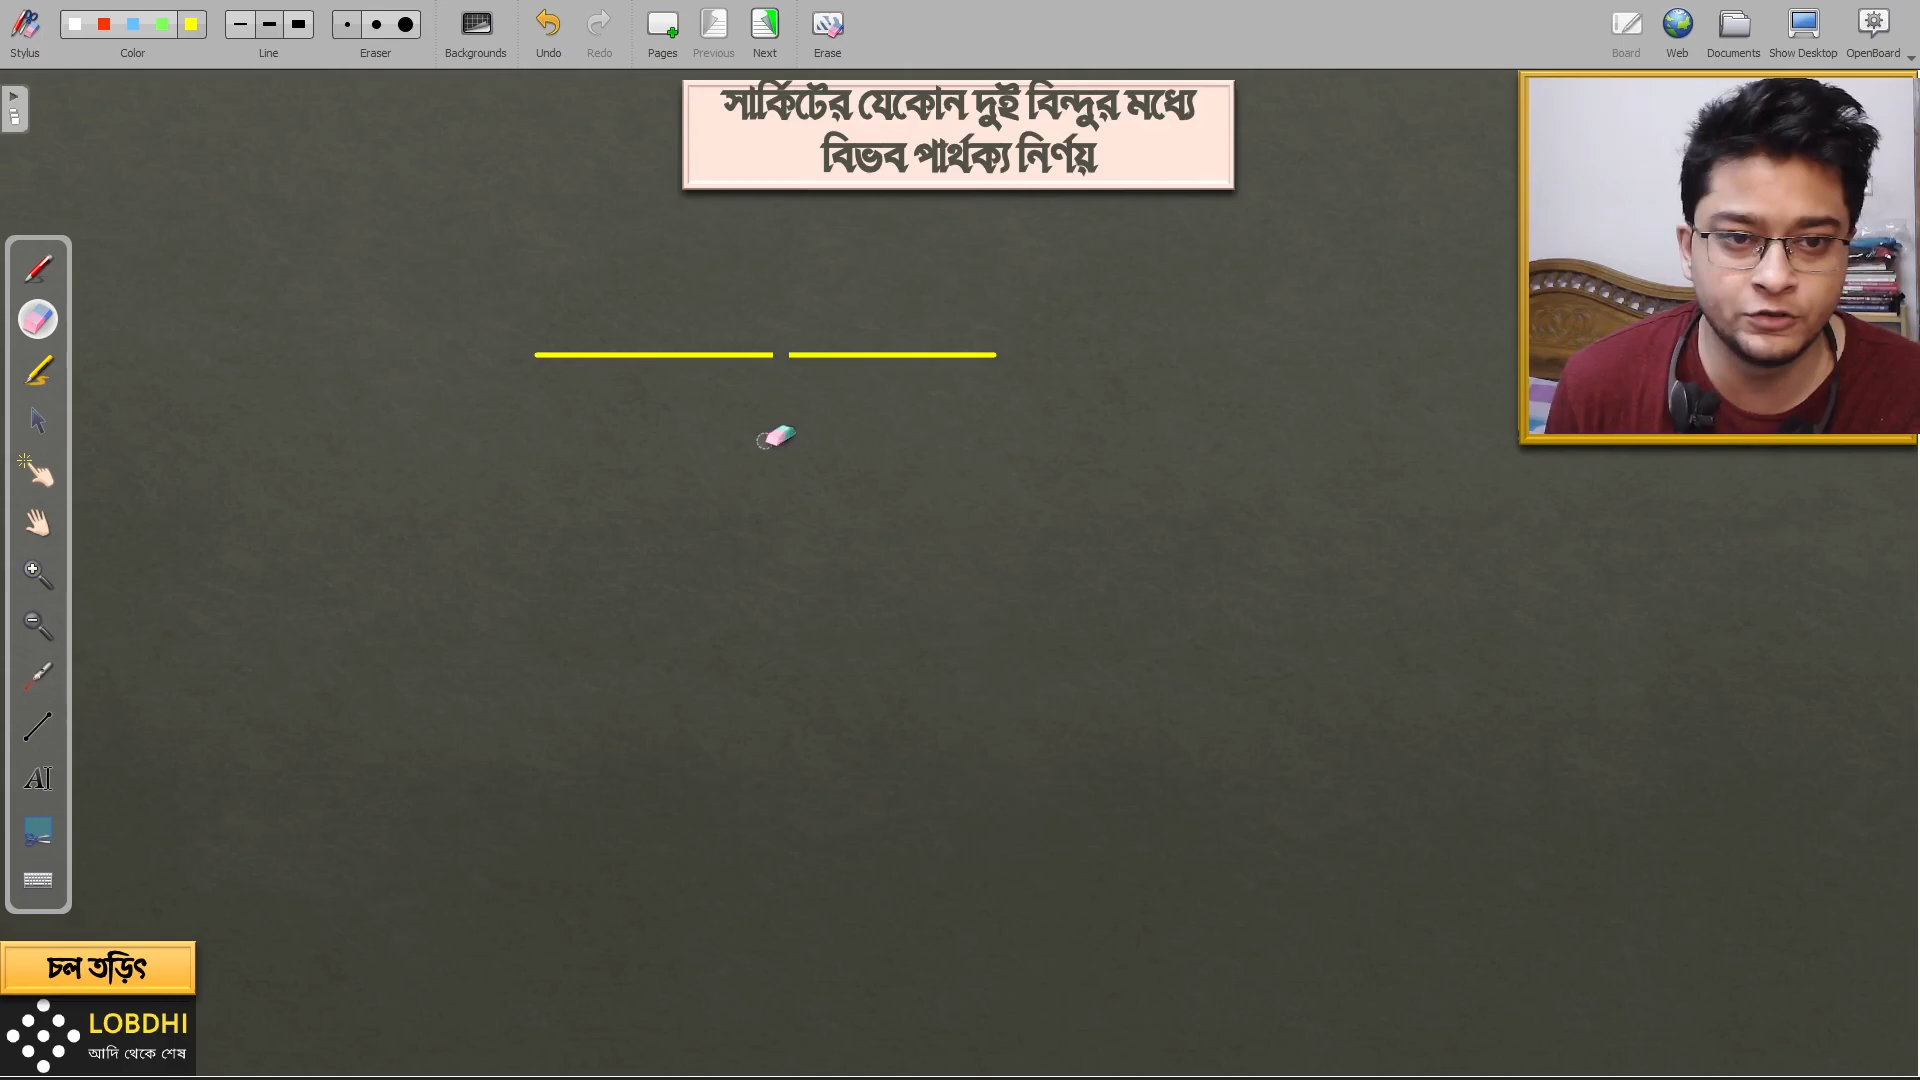 Stylus
Color
Line
Eraser
Backgrounds
Undo
Redo
Pages
Previous
Next
Erase
Board
Web
Documents
Show Desktop
OpenBoard
সার্কিটের যেকোন দুই বিন্দুর মধ্যে
বিভব পার্থক্য নির্ণয়
AI
চল তড়িৎ
LOBDHI
আদি থেকে শেষ